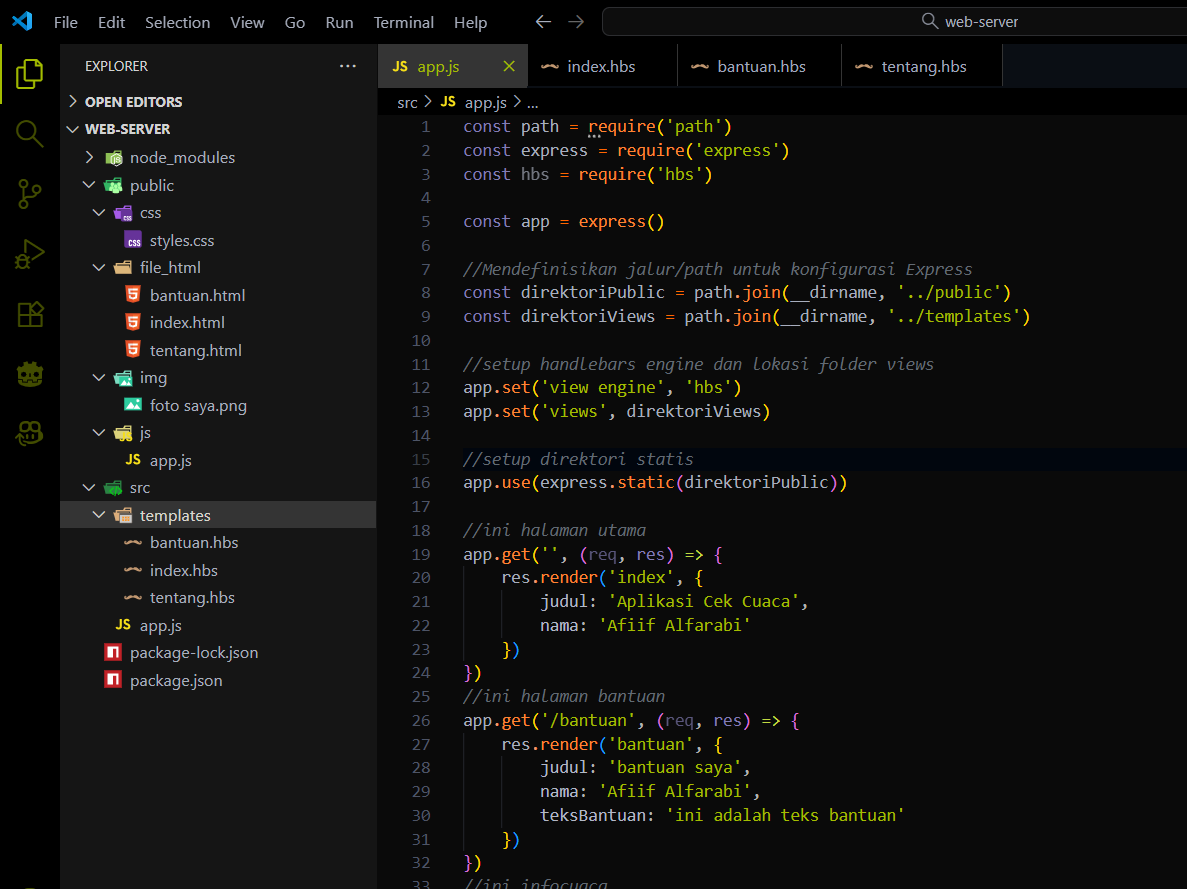 File Edit Selection View Go Run Terminal Help
web-server
EXPLORER
OPEN EDITORS
WEB-SERVER
node_modules
public
css
styles.css
file_html
bantuan.html
index.html
tentang.html
img
foto saya.png
js
JS app.js
src
templates
bantuan.hbs
index.hbs
tentang.hbs
JS app.js
package-lock.json
package.json
JS app.js
index.hbs
bantuan.hbs
tentang.hbs
src > JS app.js > ...
1 const path = require('path')
2 const express = require('express')
3 const hbs = require('hbs')
4
5 const app = express()
6
7 //Mendefinisikan jalur/path untuk konfigurasi Express
8 const direktoriPublic = path.join(__dirname, '../public')
9 const direktoriViews = path.join(__dirname, '../templates')
10
11 //setup handlebars engine dan lokasi folder views
12 app.set('view engine', 'hbs')
13 app.set('views', direktoriViews)
14
15 //setup direktori statis
16 app.use(express.static(direktoriPublic))
17
18 //ini halaman utama
19 app.get('', (req, res) => {
20 res.render('index', {
21 judul: 'Aplikasi Cek Cuaca',
22 nama: 'Afiif Alfarabi'
23 })
24 })
25 //ini halaman bantuan
26 app.get('/bantuan', (req, res) => {
27 res.render('bantuan', {
28 judul: 'bantuan saya',
29 nama: 'Afiif Alfarabi',
30 teksBantuan: 'ini adalah teks bantuan'
31 })
32 })
33 //ini infocuaca